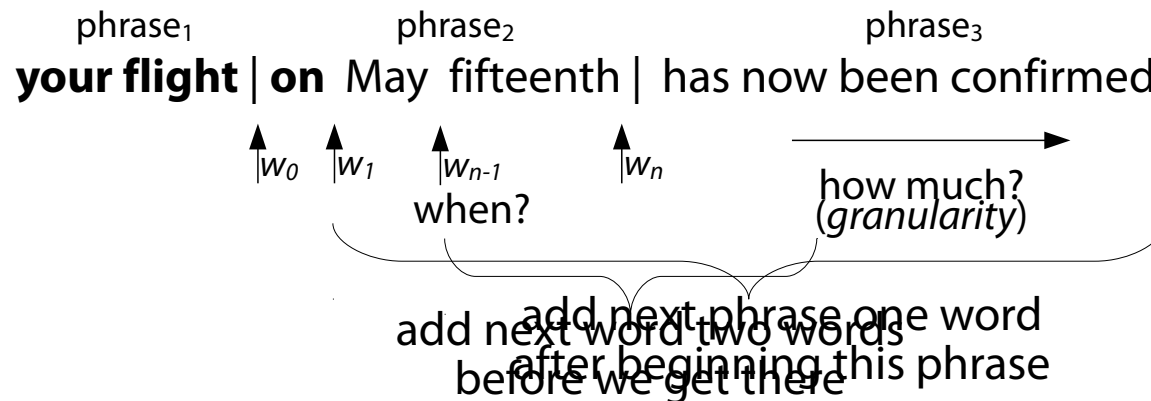 phrase₁ phrase₂ phrase₃
your flight | on May fifteenth | has now been confirmed
w₀ w₁ wₙ₋₁ wₙ
when?
how much?
(granularity)
add next phrase one word
after beginning this phrase
add next word two words
before we get there